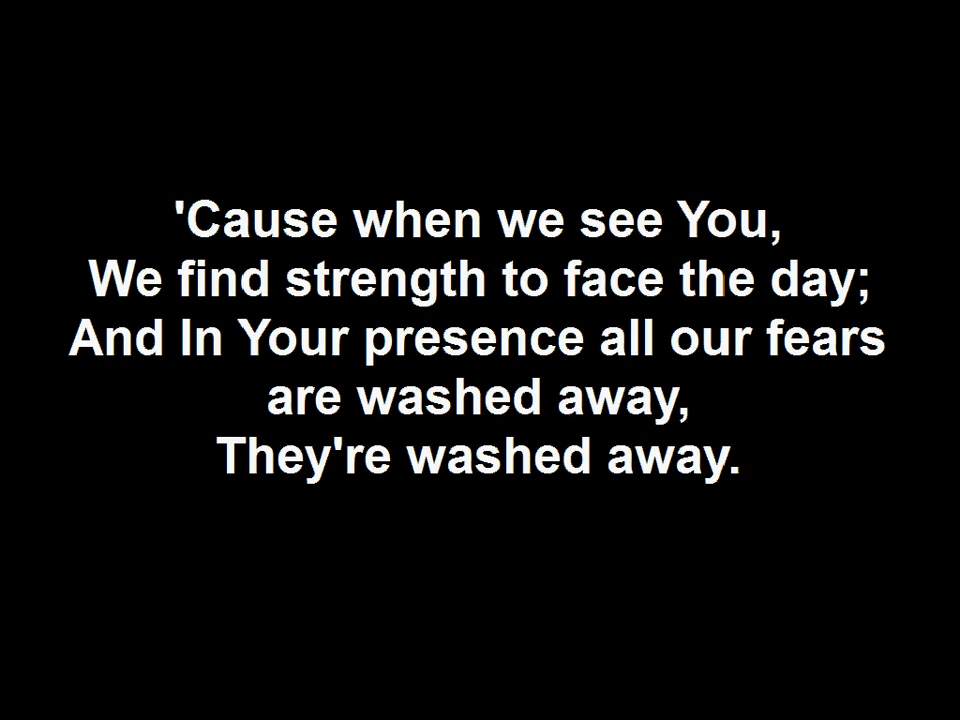 'Cause when we see You,
We find strength to face the day;
And In Your presence all our fears
are washed away,
They're washed away.